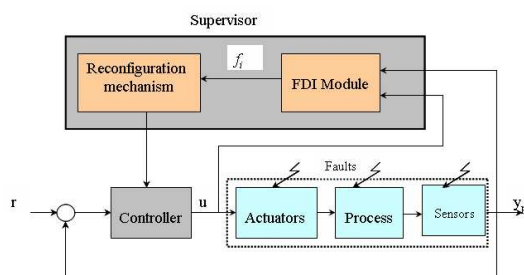 Supervisor
Reconfiguration
mechanism
f_i
FDI Module
Faults
r
u
Controller
Actuators
Process
Sensors